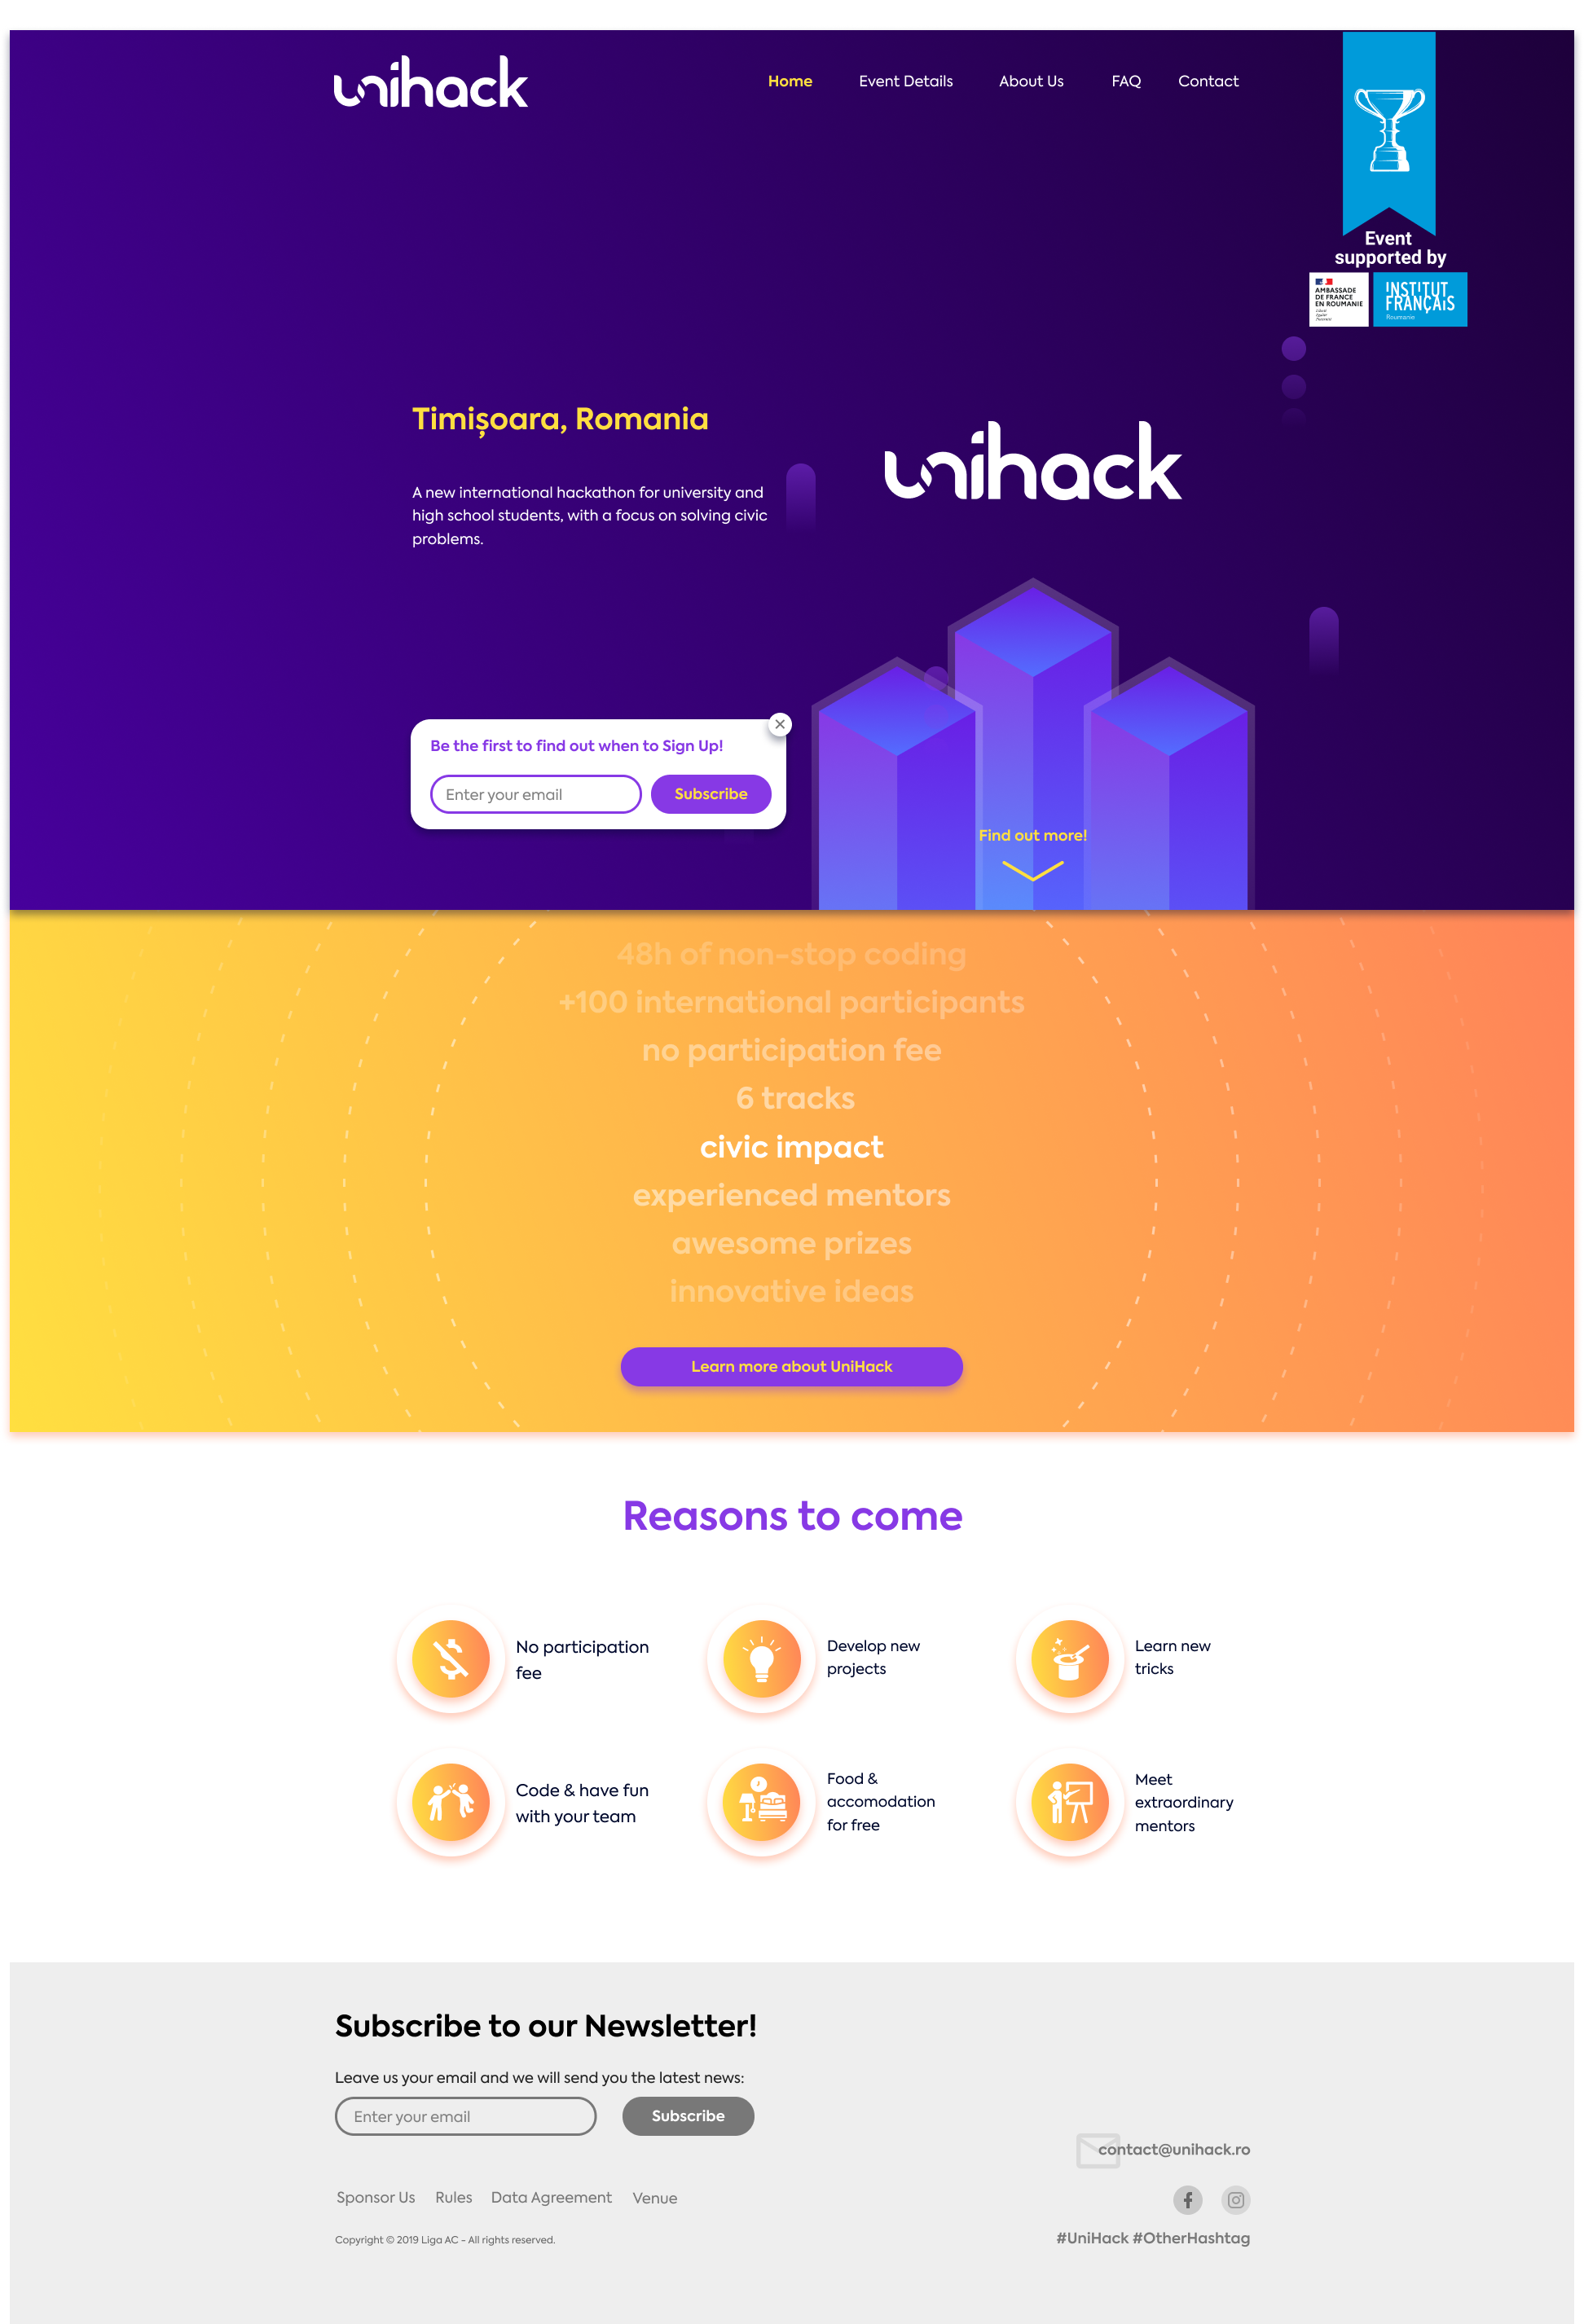 unihack
Home Event Details About Us FAQ Contact
Event
supported by
AMBASSADE
DE FRANCE
EN ROUMANIE
Liberté
Égalité
Fraternité
INSTITUT
FRANÇAIS
Roumanie
Timișoara, Romania
A new international hackathon for university and
high school students, with a focus on solving civic
problems.
unihack
Be the first to find out when to Sign Up!
Enter your email Subscribe
Find out more!
48h of non-stop coding
+100 international participants
no participation fee
6 tracks
civic impact
experienced mentors
awesome prizes
innovative ideas
Learn more about UniHack
Reasons to come
No participation
fee
Develop new
projects
Learn new
tricks
Code & have fun
with your team
Food &
accomodation
for free
Meet
extraordinary
mentors
Subscribe to our Newsletter!
Leave us your email and we will send you the latest news:
Enter your email Subscribe
contact@unihack.ro
Sponsor Us Rules Data Agreement Venue
Copyright © 2019 Liga AC - All rights reserved.
#UniHack #OtherHashtag